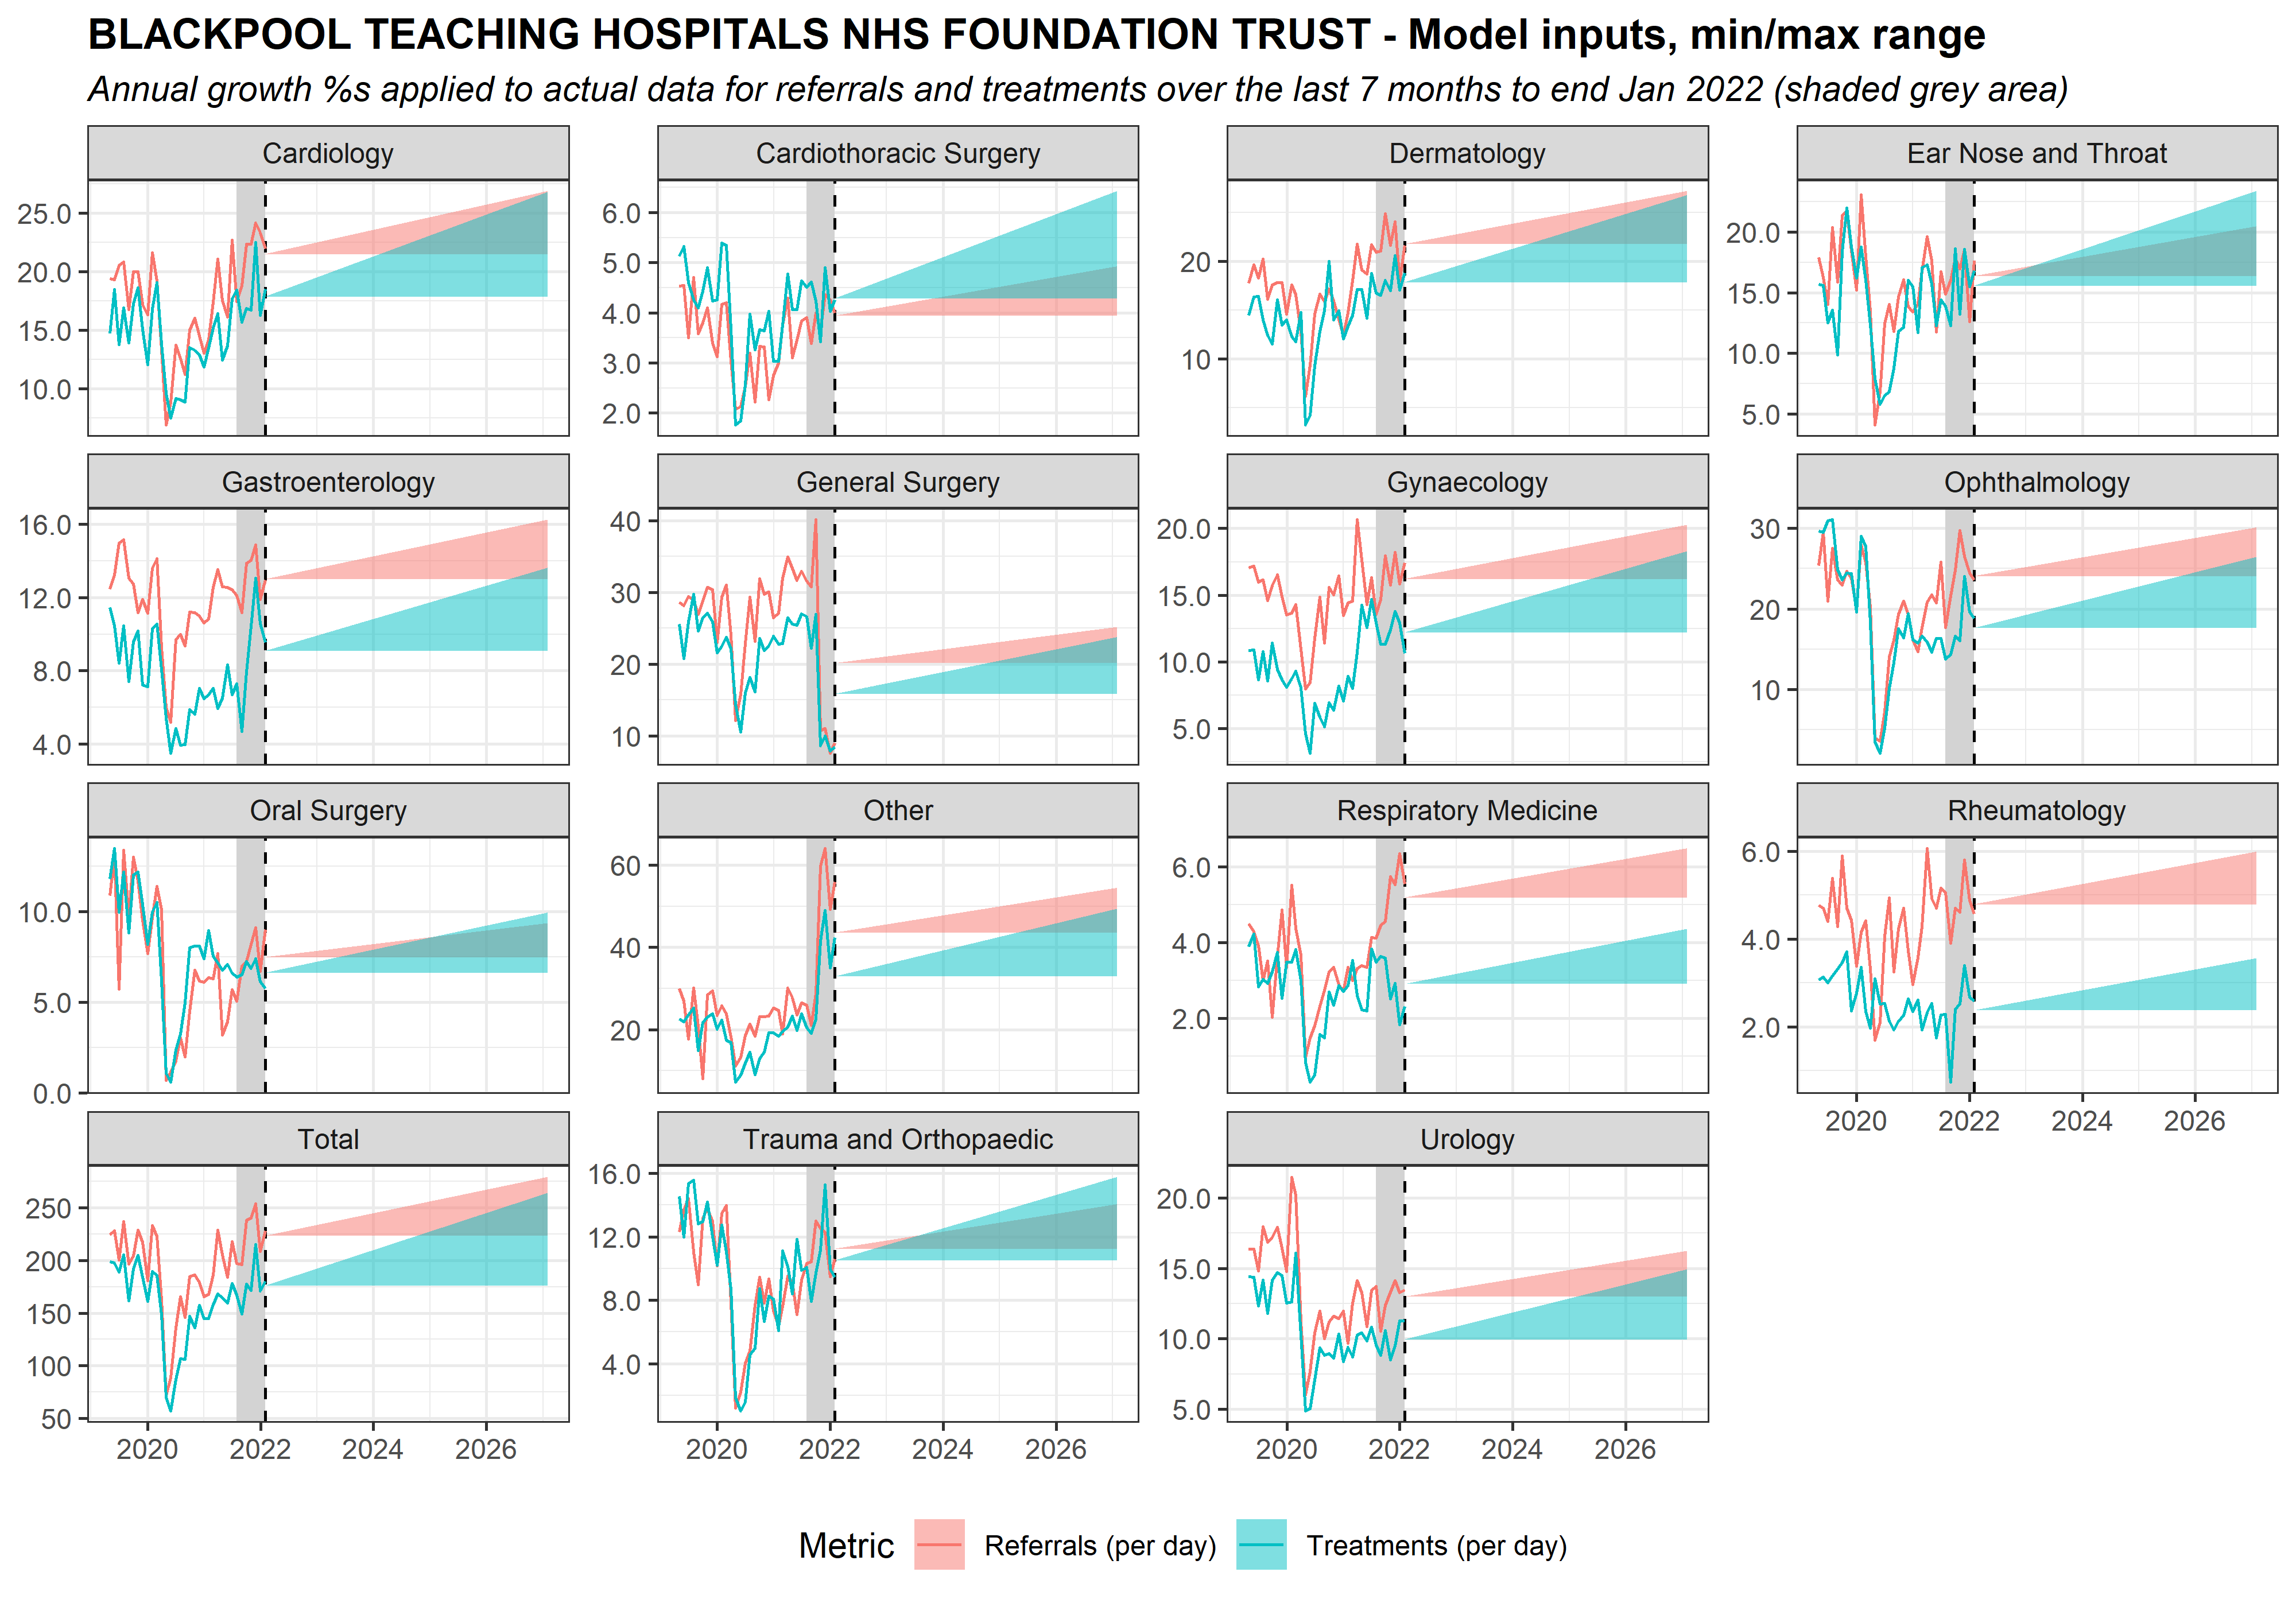 BLACKPOOL TEACHING HOSPITALS NHS FOUNDATION TRUST - Model inputs, min/max range
Annual growth %s applied to actual data for referrals and treatments over the last 7 months to end Jan 2022 (shaded grey area)
Cardiology
25.0
20.0
15.0
10.0
Cardiothoracic Surgery
6.0
5.0
4.0
3.0
2.0
Dermatology
20
10
Ear Nose and Throat
20.0
15.0
10.0
5.0
Gastroenterology
16.0
12.0
8.0
4.0
General Surgery
40
30
20
10
Gynaecology
20.0
15.0
10.0
5.0
Ophthalmology
30
20
10
Oral Surgery
10.0
5.0
0.0
Other
60
40
20
Respiratory Medicine
6.0
4.0
2.0
Rheumatology
6.0
4.0
2.0
2020 2022 2024 2026
Total
250
200
150
100
50
2020 2022 2024 2026
Trauma and Orthopaedic
16.0
12.0
8.0
4.0
2020 2022 2024 2026
Urology
20.0
15.0
10.0
5.0
2020 2022 2024 2026
Metric Referrals (per day) Treatments (per day)